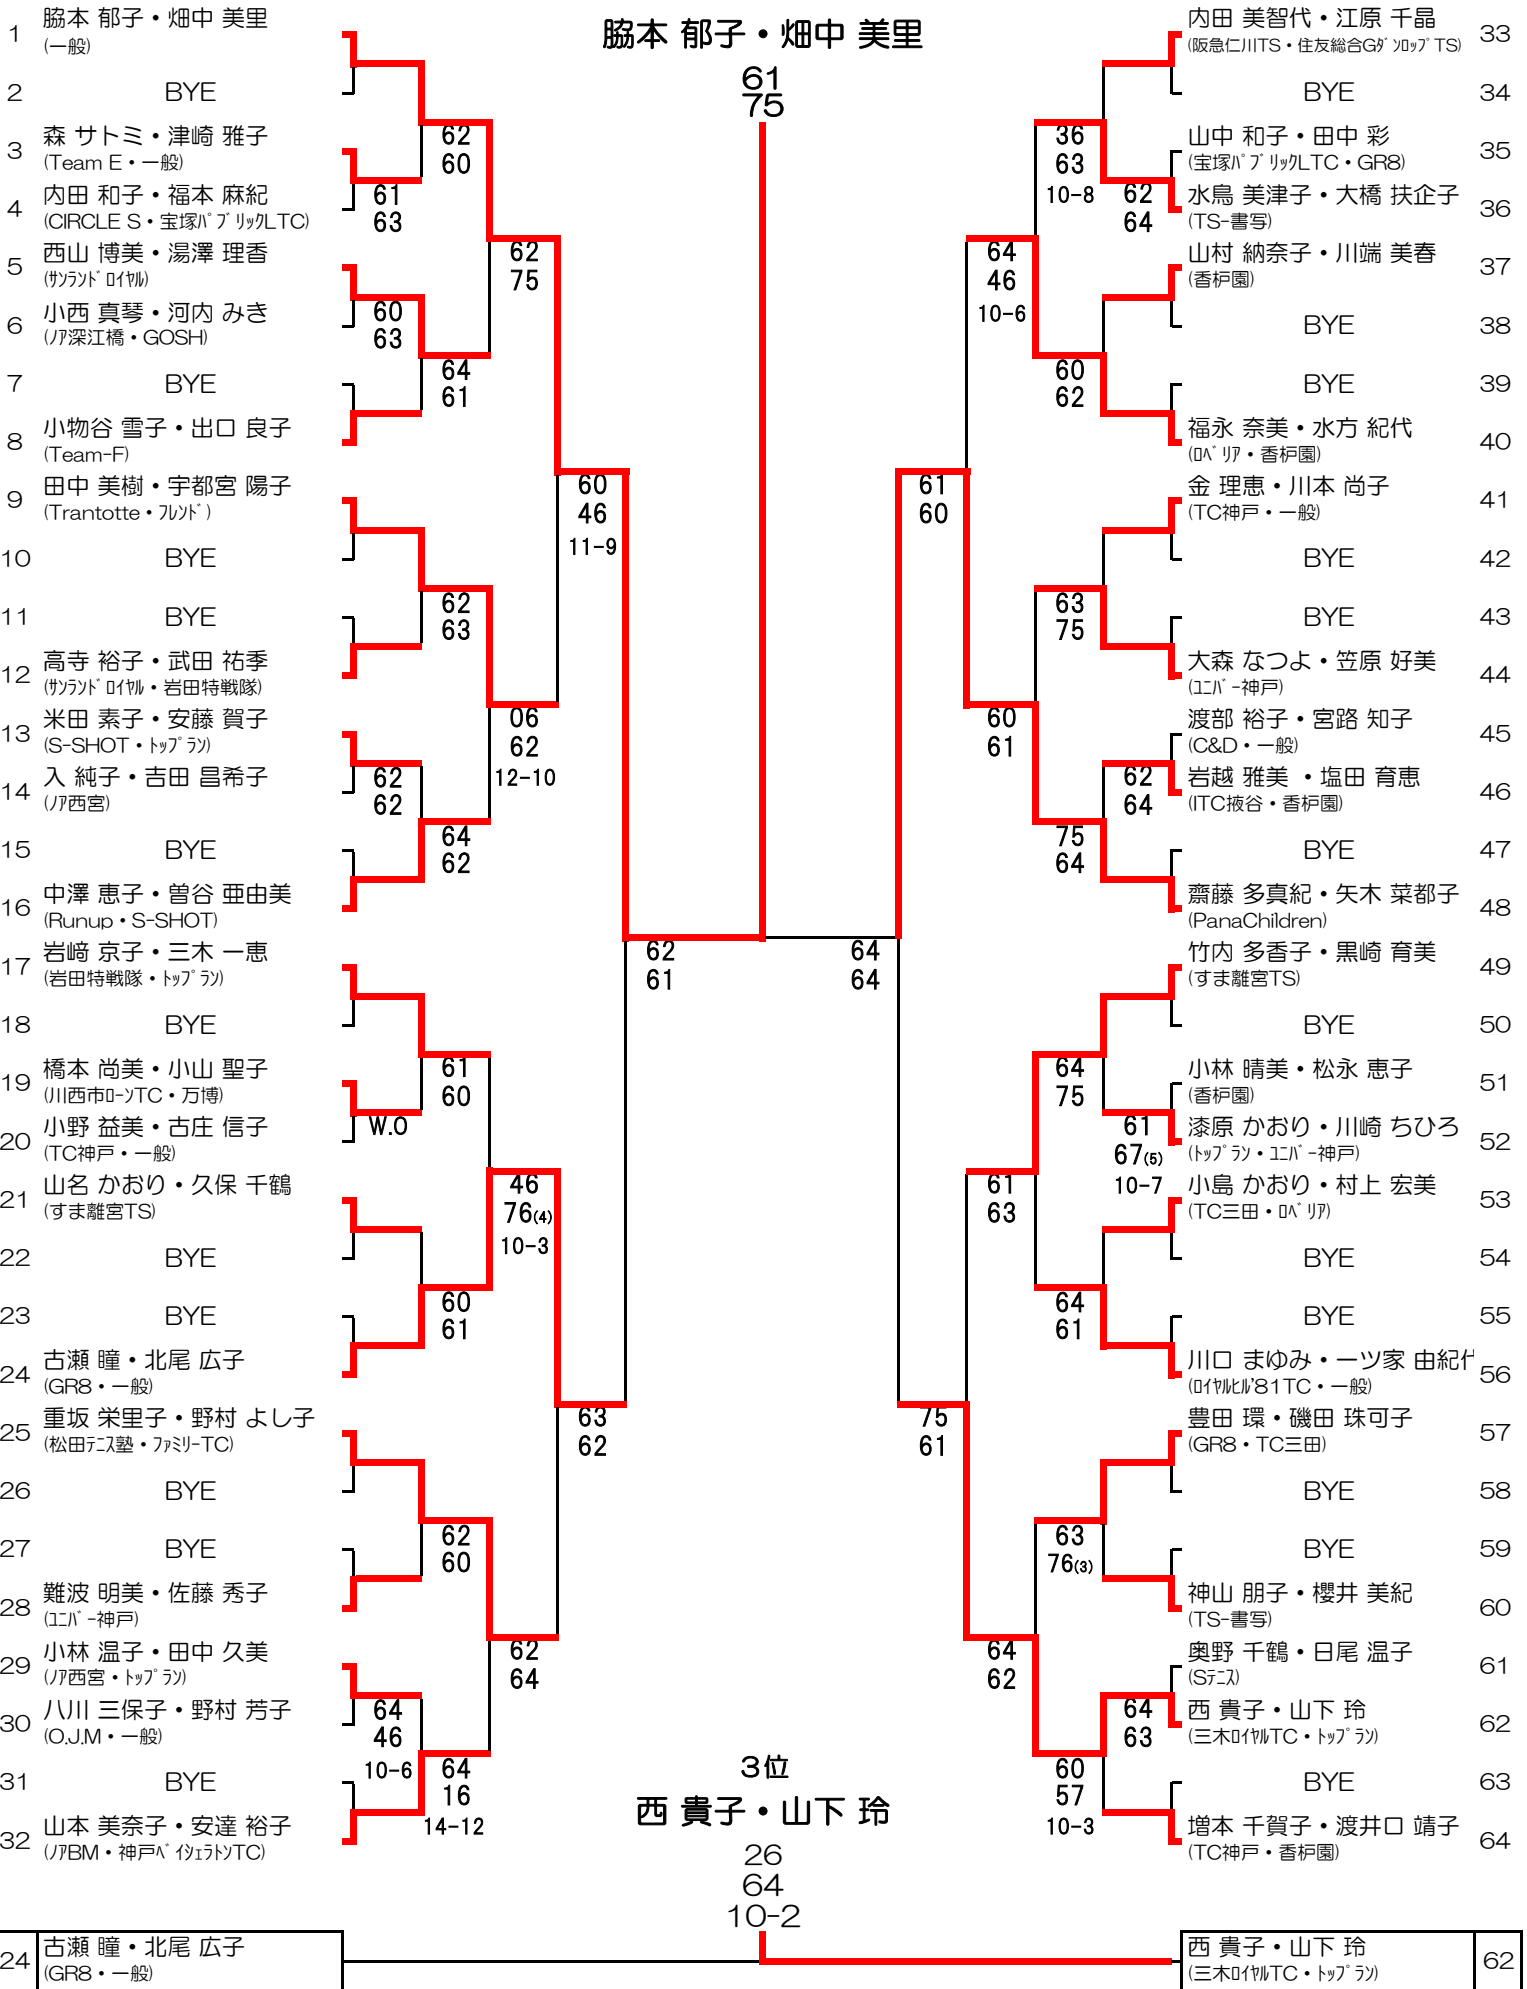 脇本 郁子・畑中 美里
61
75
1 脇本 郁子・畑中 美里
(一般)
2 BYE
3 森 サトミ・津崎 雅子
(Team E・一般)
62
60
4 内田 和子・福本 麻紀
(CIRCLE S・宝塚ﾊﾟﾌﾞﾘｯｸLTC)
61
63
5 西山 博美・湯澤 理香
(ｻﾝﾗﾝﾄﾞﾛｲﾔﾙ)
62
75
6 小西 真琴・河内 みき
(ﾉｱ深江橋・GOSH)
60
63
7 BYE
64
61
8 小物谷 雪子・出口 良子
(Team-F)
9 田中 美樹・宇都宮 陽子
(Trantotte・ﾌﾚﾝﾄﾞ)
60
46
11-9
10 BYE
11 BYE
62
63
12 高寺 裕子・武田 祐季
(ｻﾝﾗﾝﾄﾞﾛｲﾔﾙ・岩田特戦隊)
13 米田 素子・安藤 賀子
(S-SHOT・ﾄｯﾌﾟﾗﾝ)
06
62
12-10
14 入 純子・吉田 昌希子
(ﾉｱ西宮)
62
62
15 BYE
64
62
16 中澤 恵子・曽谷 亜由美
(Runup・S-SHOT)
17 岩﨑 京子・三木 一恵
(岩田特戦隊・ﾄｯﾌﾟﾗﾝ)
62
61
18 BYE
19 橋本 尚美・小山 聖子
(川西市ﾛｰﾝTC・万博)
61
60
20 小野 益美・古庄 信子
(TC神戸・一般)
W.O
21 山名 かおり・久保 千鶴
(すま離宮TS)
46
76(4)
10-3
22 BYE
23 BYE
60
61
24 古瀬 瞳・北尾 広子
(GR8・一般)
25 重坂 栄里子・野村 よし子
(松田ﾃﾆｽ塾・ﾌｧﾐﾘｰTC)
63
62
26 BYE
27 BYE
62
60
28 難波 明美・佐藤 秀子
(ﾕﾆﾊﾞｰ神戸)
29 小林 温子・田中 久美
(ﾉｱ西宮・ﾄｯﾌﾟﾗﾝ)
62
64
30 八川 三保子・野村 芳子
(O.J.M・一般)
64
46
10-6
31 BYE
64
16
14-12
32 山本 美奈子・安達 裕子
(ﾉｱBM・神戸ﾍﾞｲｼｪﾗﾄﾝTC)
内田 美智代・江原 千晶 33
(阪急仁川TS・住友総合GﾀﾞﾝﾛｯﾌﾟTS)
BYE 34
山中 和子・田中 彩 35
(宝塚ﾊﾟﾌﾞﾘｯｸLTC・GR8)
36
63
10-8
水鳥 美津子・大橋 扶企子 36
(TS-書写)
62
64
山村 納奈子・川端 美春 37
(香枦園)
64
46
10-6
BYE 38
BYE 39
60
62
福永 奈美・水方 紀代 40
(ﾛﾍﾞﾘｱ・香枦園)
金 理恵・川本 尚子 41
(TC神戸・一般)
61
60
BYE 42
BYE 43
63
75
大森 なつよ・笠原 好美 44
(ﾕﾆﾊﾞｰ神戸)
渡部 裕子・宮路 知子 45
(C&D・一般)
60
61
岩越 雅美 ・塩田 育恵 46
(ITC掖谷・香枦園)
62
64
BYE 47
75
64
齋藤 多真紀・矢木 菜都子 48
(PanaChildren)
竹内 多香子・黒崎 育美 49
(すま離宮TS)
64
64
BYE 50
小林 晴美・松永 恵子 51
(香枦園)
64
75
漆原 かおり・川崎 ちひろ 52
(ﾄｯﾌﾟﾗﾝ・ﾕﾆﾊﾞｰ神戸)
61
67(5)
10-7
小島 かおり・村上 宏美 53
(TC三田・ﾛﾍﾞﾘｱ)
61
63
BYE 54
BYE 55
64
61
川口 まゆみ・一ツ家 由紀代 56
(ﾛｲﾔﾙﾋﾙ'81TC・一般)
豊田 環・磯田 珠可子 57
(GR8・TC三田)
75
61
BYE 58
BYE 59
63
76(3)
神山 朋子・櫻井 美紀 60
(TS-書写)
奥野 千鶴・日尾 温子 61
(Sﾃﾆｽ)
64
62
西 貴子・山下 玲 62
(三木ﾛｲﾔﾙTC・ﾄｯﾌﾟﾗﾝ)
64
63
BYE 63
60
57
10-3
増本 千賀子・渡井口 靖子 64
(TC神戸・香枦園)
3位
西 貴子・山下 玲
26
64
10-2
24 古瀬 瞳・北尾 広子
(GR8・一般)
西 貴子・山下 玲 62
(三木ﾛｲﾔﾙTC・ﾄｯﾌﾟﾗﾝ)